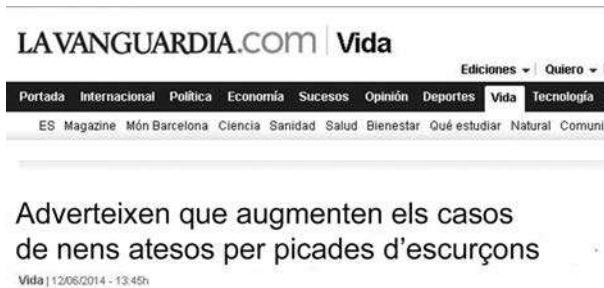 LAVANGUARDIA.COM Vida
Ediciones Quiero
Portada Internacional Política Economía Sucesos Opinión Deportes Vida Tecnología
ES Magazine Món Barcelona Ciencia Sanidad Salud Bienestar Qué estudiar Natural Comuni
Adverteixen que augmenten els casos
de nens atesos per picades d'escurçons
Vida | 12/06/2014 - 13:45h